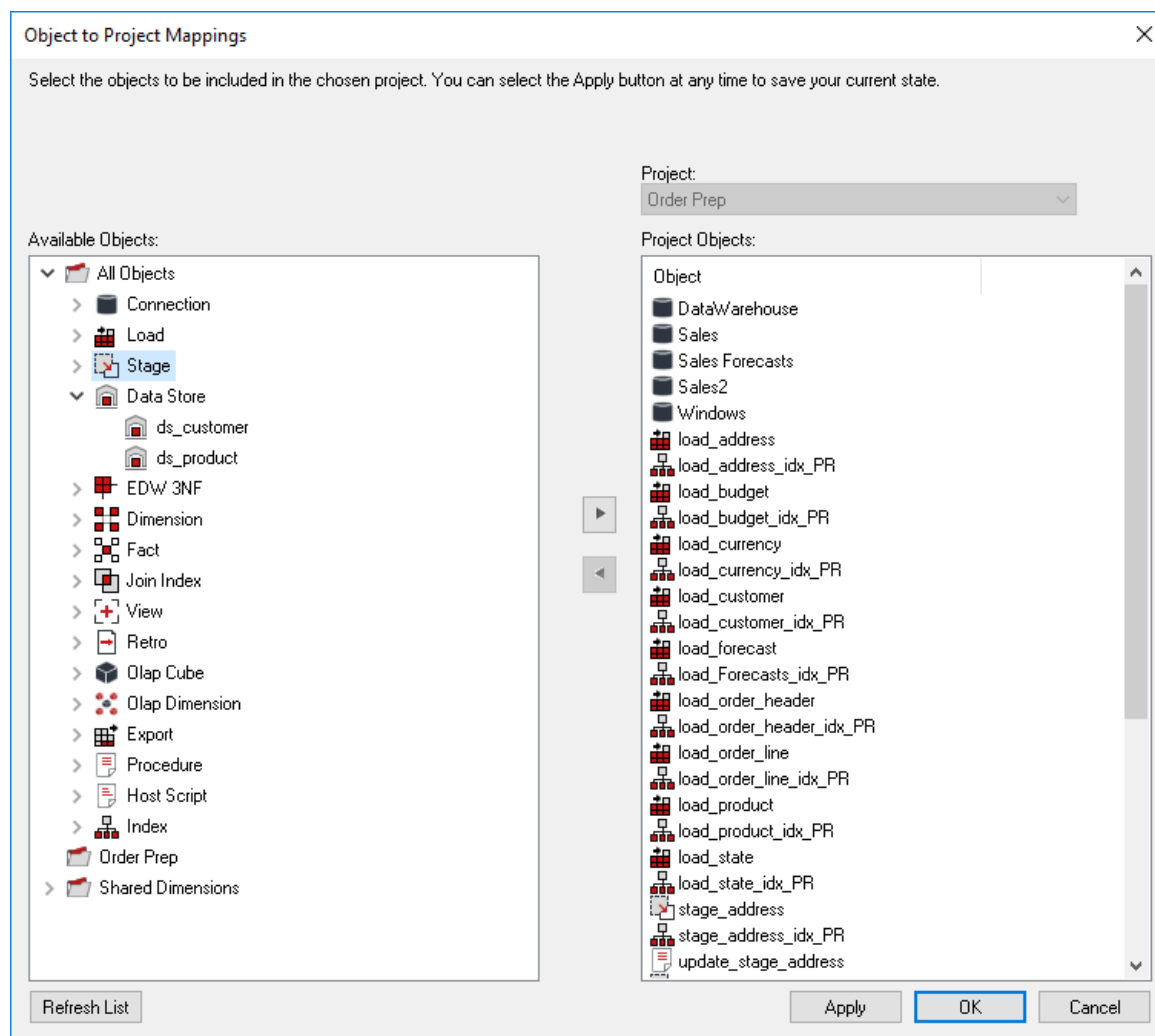 Object to Project Mappings
Select the objects to be included in the chosen project. You can select the Apply button at any time to save your current state.
Project:
Order Prep
Available Objects:
All Objects
Connection
Load
Stage
Data Store
ds_customer
ds_product
EDW 3NF
Dimension
Fact
Join Index
View
Retro
Olap Cube
Olap Dimension
Export
Procedure
Host Script
Index
Order Prep
Shared Dimensions
Project Objects:
Object
DataWarehouse
Sales
Sales Forecasts
Sales2
Windows
load_address
load_address_idx_PR
load_budget
load_budget_idx_PR
load_currency
load_currency_idx_PR
load_customer
load_customer_idx_PR
load_forecast
load_Forecasts_idx_PR
load_order_header
load_order_header_idx_PR
load_order_line
load_order_line_idx_PR
load_product
load_product_idx_PR
load_state
load_state_idx_PR
stage_address
stage_address_idx_PR
update_stage_address
Refresh List
Apply
OK
Cancel